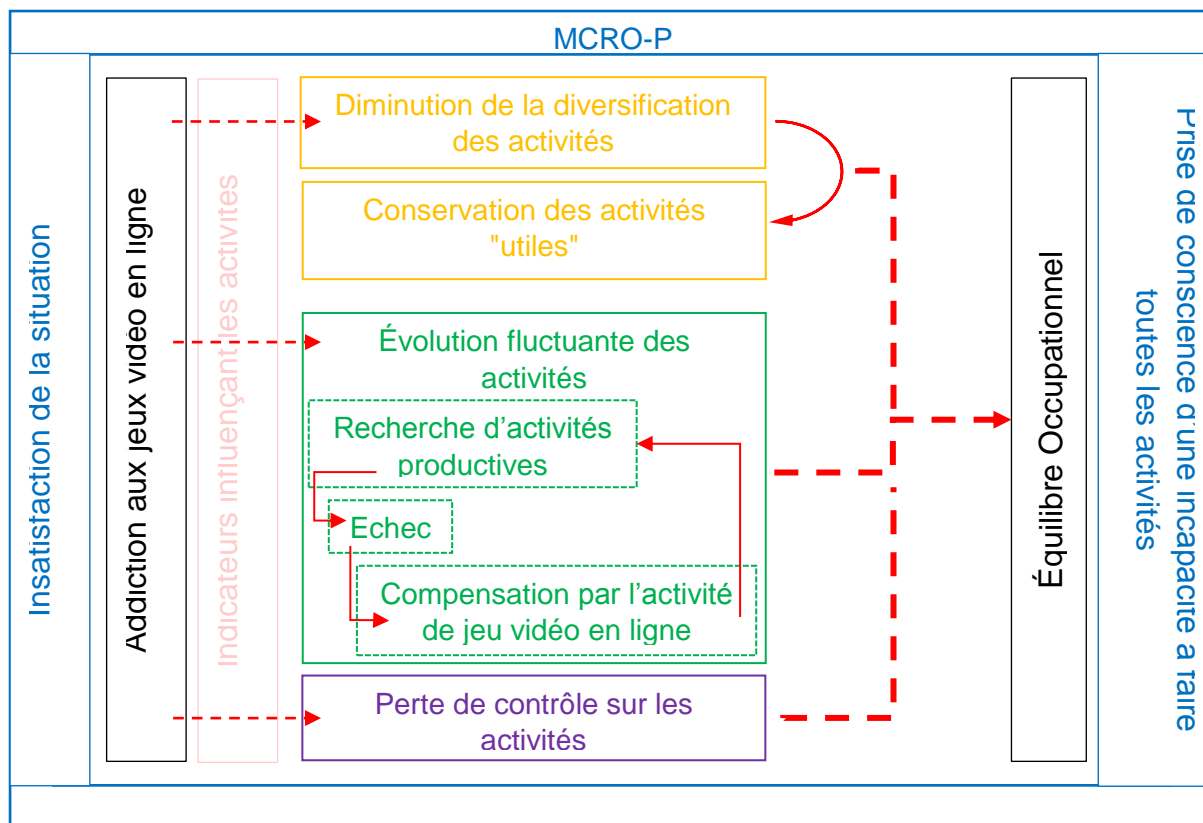 MCRO-P
Insatisfaction de la situation
Addiction aux jeux vidéo en ligne
Indicateurs influençant les activités
Diminution de la diversification
des activités
Conservation des activités
"utiles"
Évolution fluctuante des
activités
Recherche d’activités
productives
Echec
Compensation par l’activité
de jeu vidéo en ligne
Perte de contrôle sur les
activités
Équilibre Occupationnel
Prise de conscience d’une incapacité à faire
toutes les activités